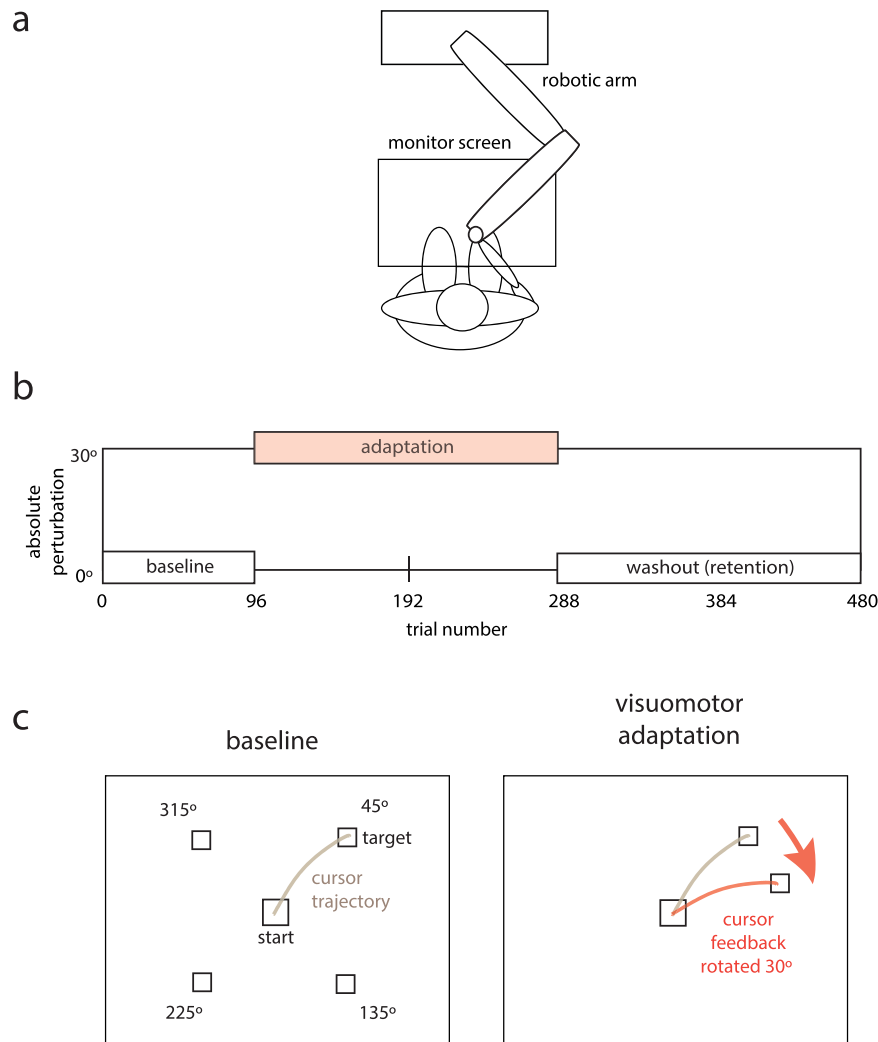 a
robotic arm
monitor screen
b
30º
adaptation
absolute
perturbation
baseline
washout (retention)
0º
0
96
192
288
384
480
trial number
c
baseline
visuomotor
adaptation
315º
45º
target
cursor
trajectory
start
225º
135º
cursor
feedback
rotated 30º